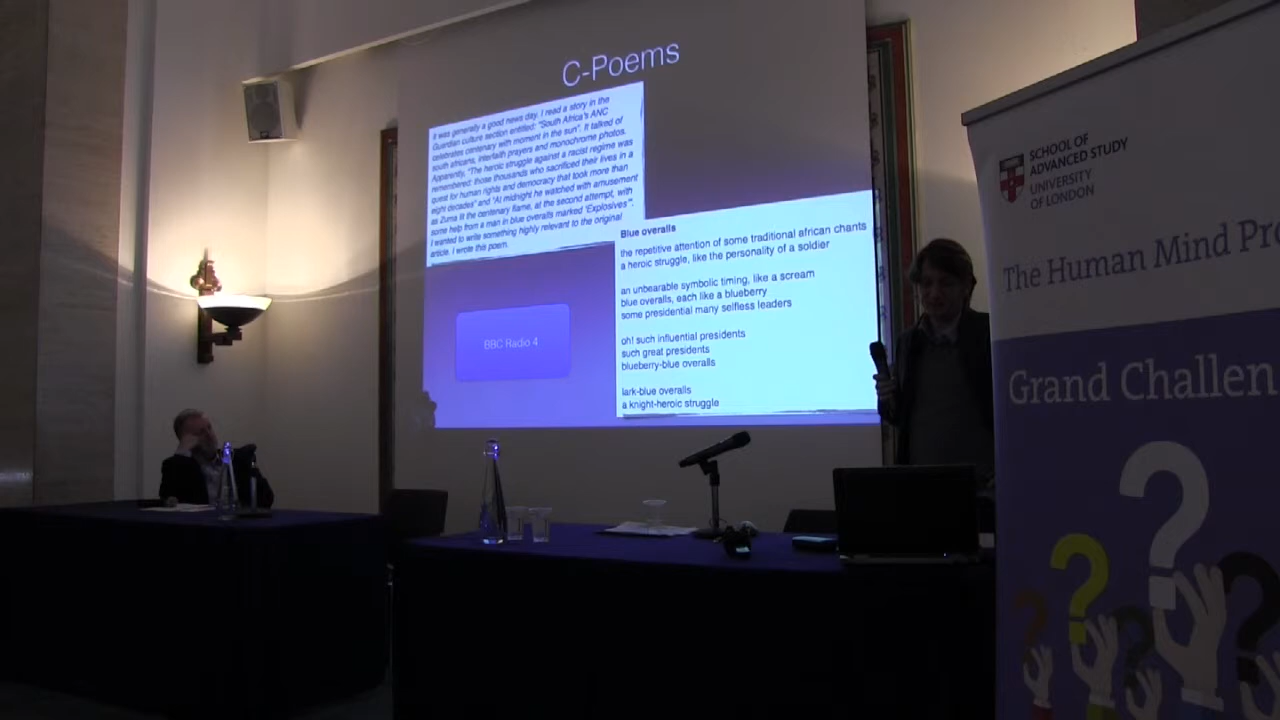 C-Poems
It was generally a good news day. I read a story in the
Guardian culture section entitled: "South Africa's ANC
celebrates centenary with moment in the sun". It talked of
south africans, interfaith prayers and monochrome photos.
Apparently, "The heroic struggle against a racist regime was
remembered: those thousands who sacrificed their lives in a
quest for human rights and democracy that took more than
eight decades" and "At midnight he watched with amusement
as Zuma lit the centenary flame, at the second attempt, with
some help from a man in blue overalls marked 'Explosives'".
I wanted to write something highly relevant to the original
article. I wrote this poem.
Blue overalls
the repetitive attention of some traditional african chants
a heroic struggle, like the personality of a soldier
an unbearable symbolic timing, like a scream
blue overalls, each like a blueberry
some presidential many selfless leaders
oh! such influential presidents
such great presidents
blueberry-blue overalls
lark-blue overalls
a knight-heroic struggle
BBC Radio 4
SCHOOL OF
ADVANCED STUDY
UNIVERSITY
OF LONDON
The Human Mind Pro
Grand Challen